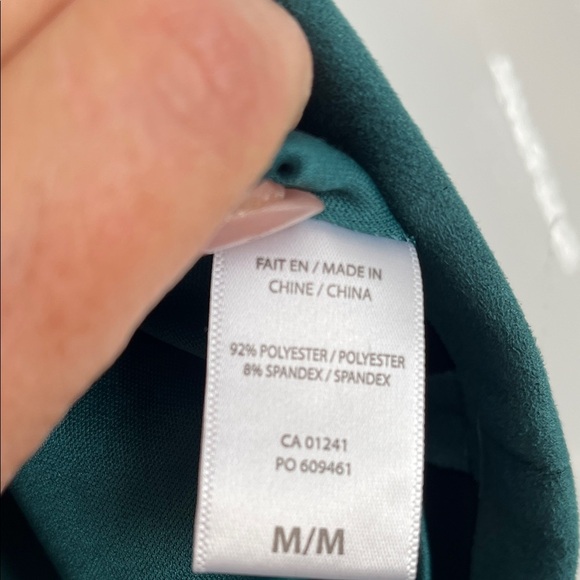 FAIT EN / MADE IN
CHINE / CHINA
92% POLYESTER / POLYESTER
8% SPANDEX / SPANDEX
CA 01241
PO 609461
M/M